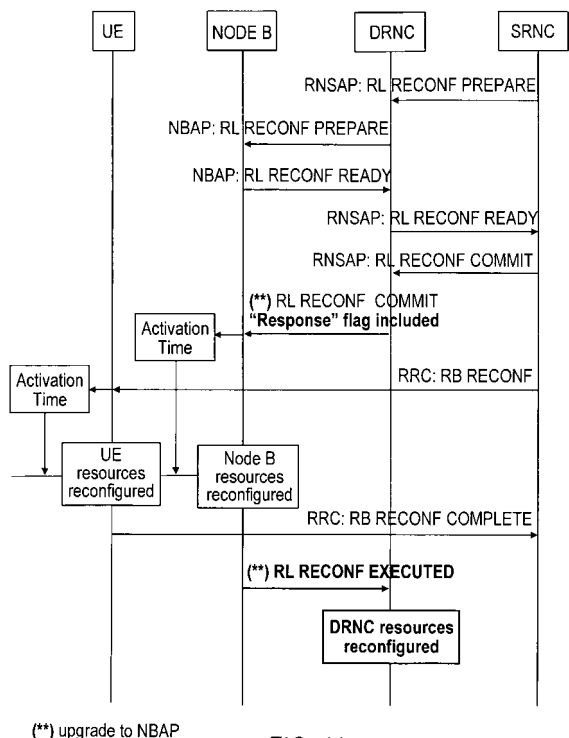 UE
NODE B
DRNC
SRNC
RNSAP: RL RECONF PREPARE
NBAP: RL RECONF PREPARE
NBAP: RL RECONF READY
RNSAP: RL RECONF READY
RNSAP: RL RECONF COMMIT
(**) RL RECONF COMMIT
"Response" flag included
Activation
Time
RRC: RB RECONF
Activation
Time
UE
resources
reconfigured
Node B
resources
reconfigured
RRC: RB RECONF COMPLETE
(**) RL RECONF EXECUTED
DRNC resources
reconfigured
(**) upgrade to NBAP